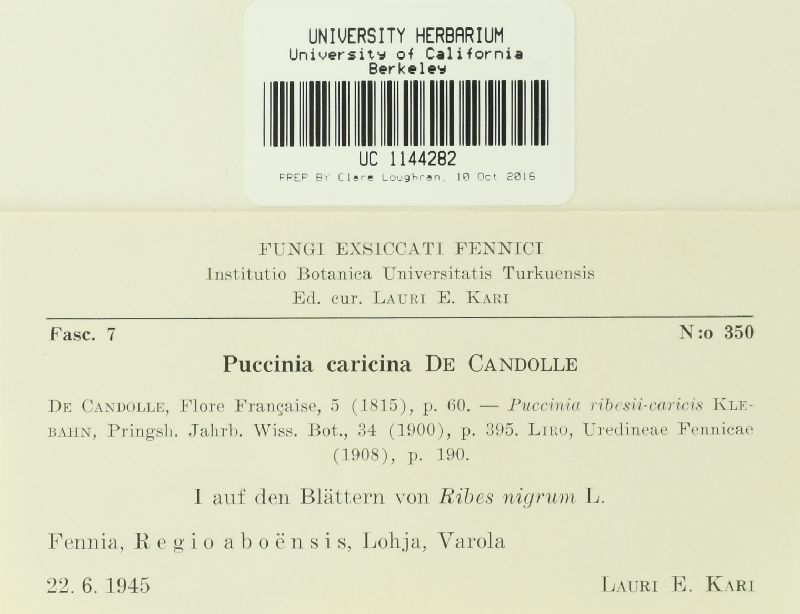 UNIVERSITY HERBARIUM
University of California
Berkeley
UC 1144282
PREP BY Clare Loughran, 10 Oct 2016
FUNGI EXSICCATI FENNICI
Institutio Botanica Universitatis Turkuensis
Ed. cur. LAURI E. KARI
Fasc. 7 N:o 350
Puccinia caricina DE CANDOLLE
DE CANDOLLE, Flore Française, 5 (1815), p. 60. — Puccinia ribesii-caricis KLE-
BAHN, Pringsh. Jahrb. Wiss. Bot., 34 (1900), p. 395. LIRO, Uredineae Fennicae
(1908), p. 190.
I auf den Blättern von Ribes nigrum L.
Fennia, Regio aboënsis, Lohja, Varola
22. 6. 1945 LAURI E. KARI